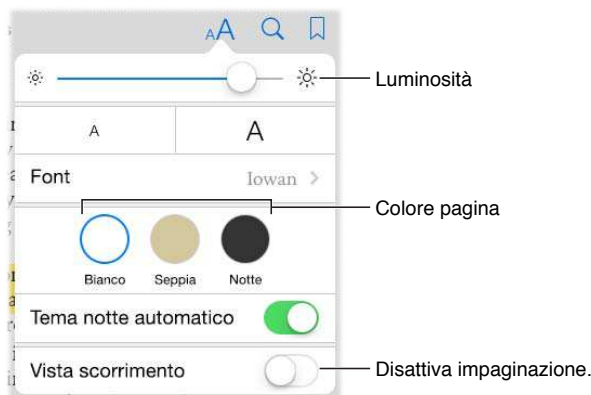 AA
Luminosità
A A
Font Iowan >
Colore pagina
Bianco Seppia Notte
Tema notte automatico
Vista scorrimento
Disattiva impaginazione.